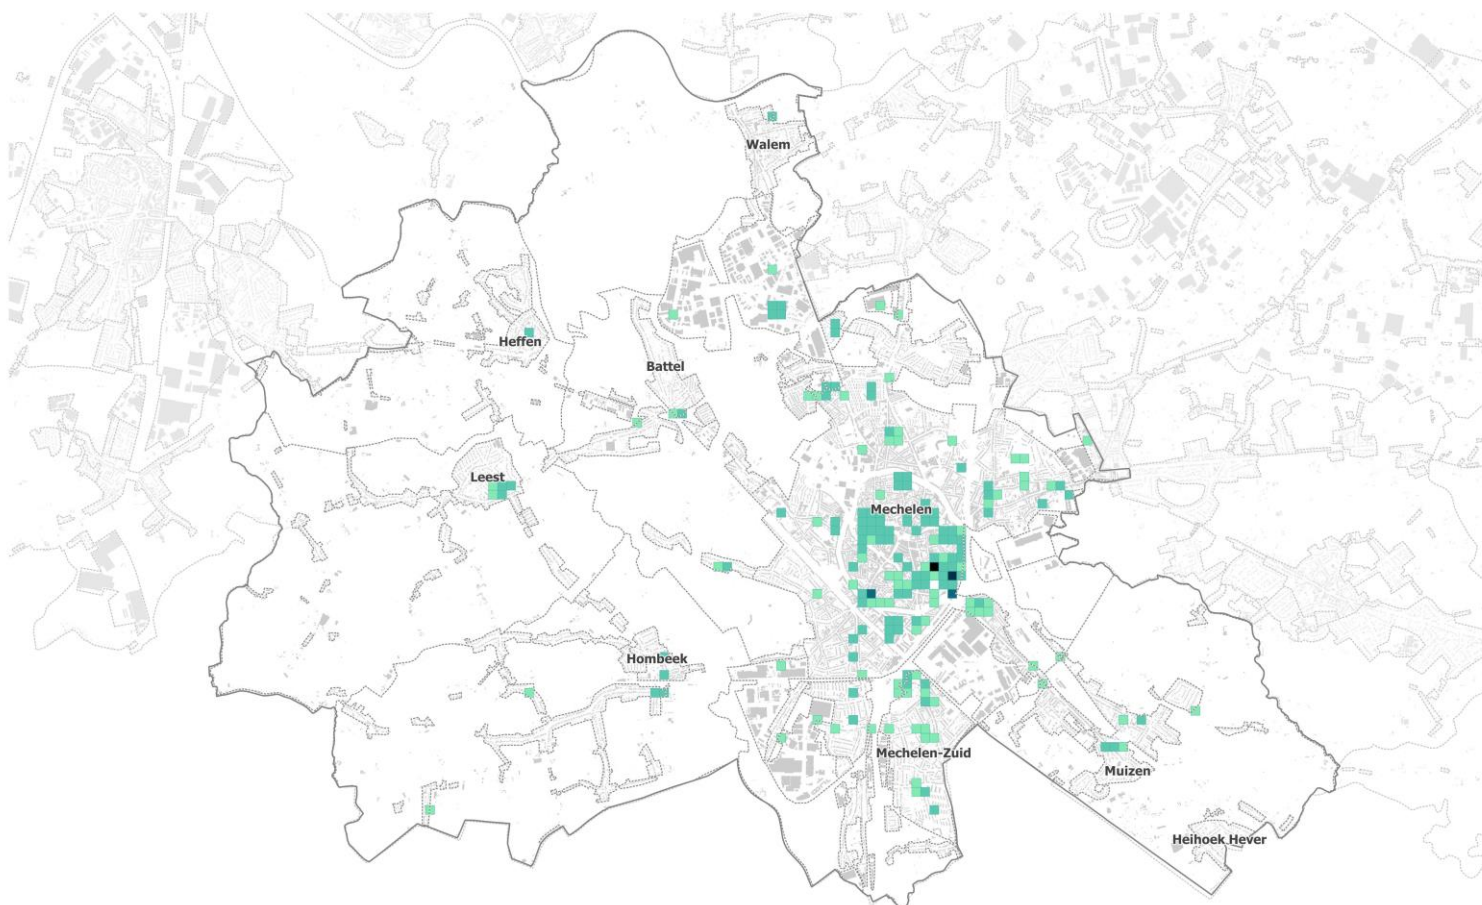 Walem
Heffen
Battel
Leest
Mechelen
Hombeek
Mechelen-Zuid
Muizen
Heihoek Hever